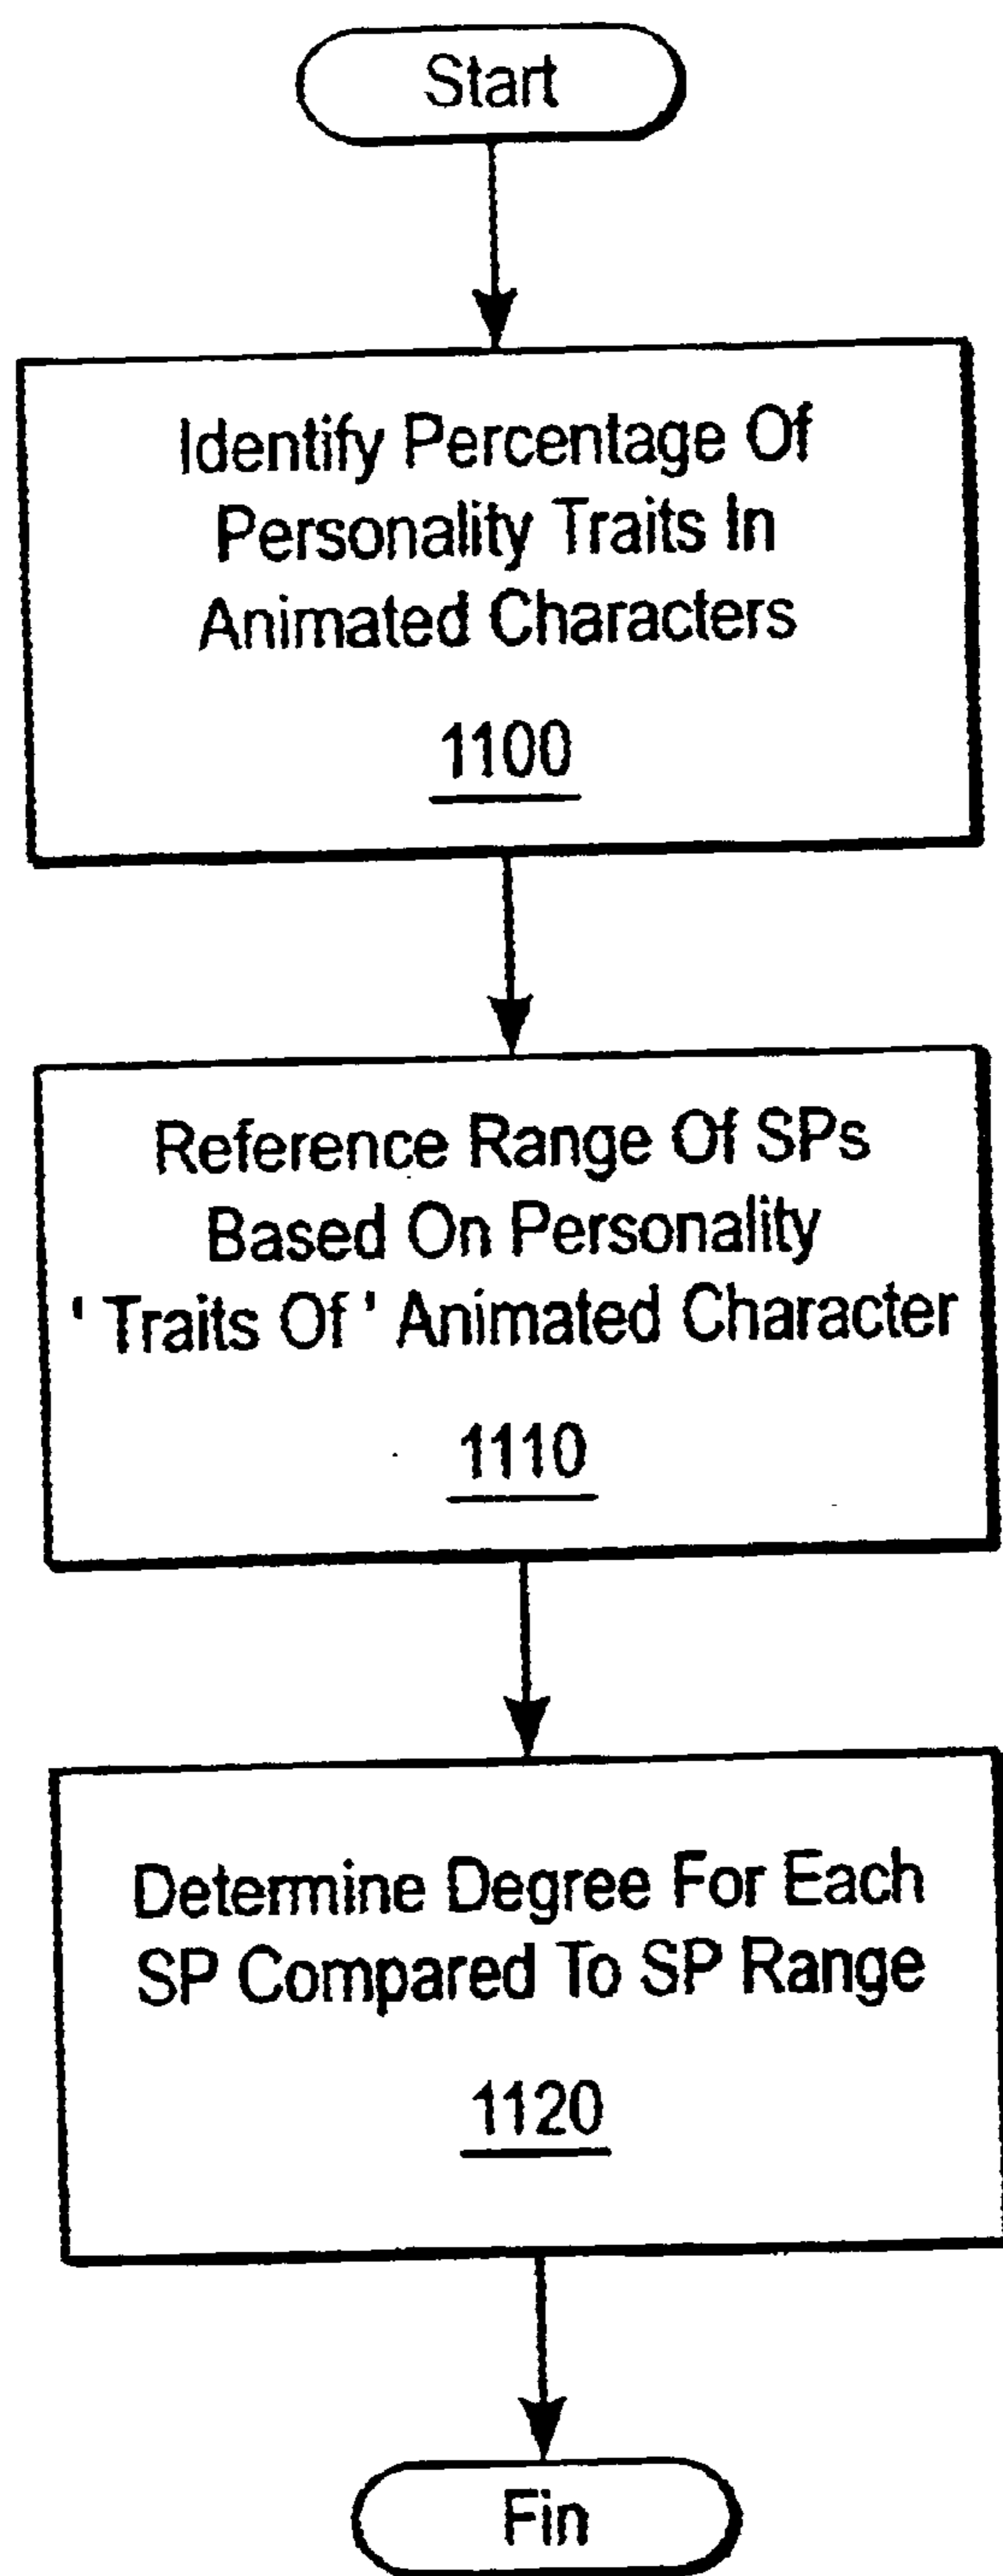 Start
Identify Percentage Of
Personality Traits In
Animated Characters
1100
Reference Range Of SPs
Based On Personality
' Traits Of ' Animated Character
1110
Determine Degree For Each
SP Compared To SP Range
1120
Fin